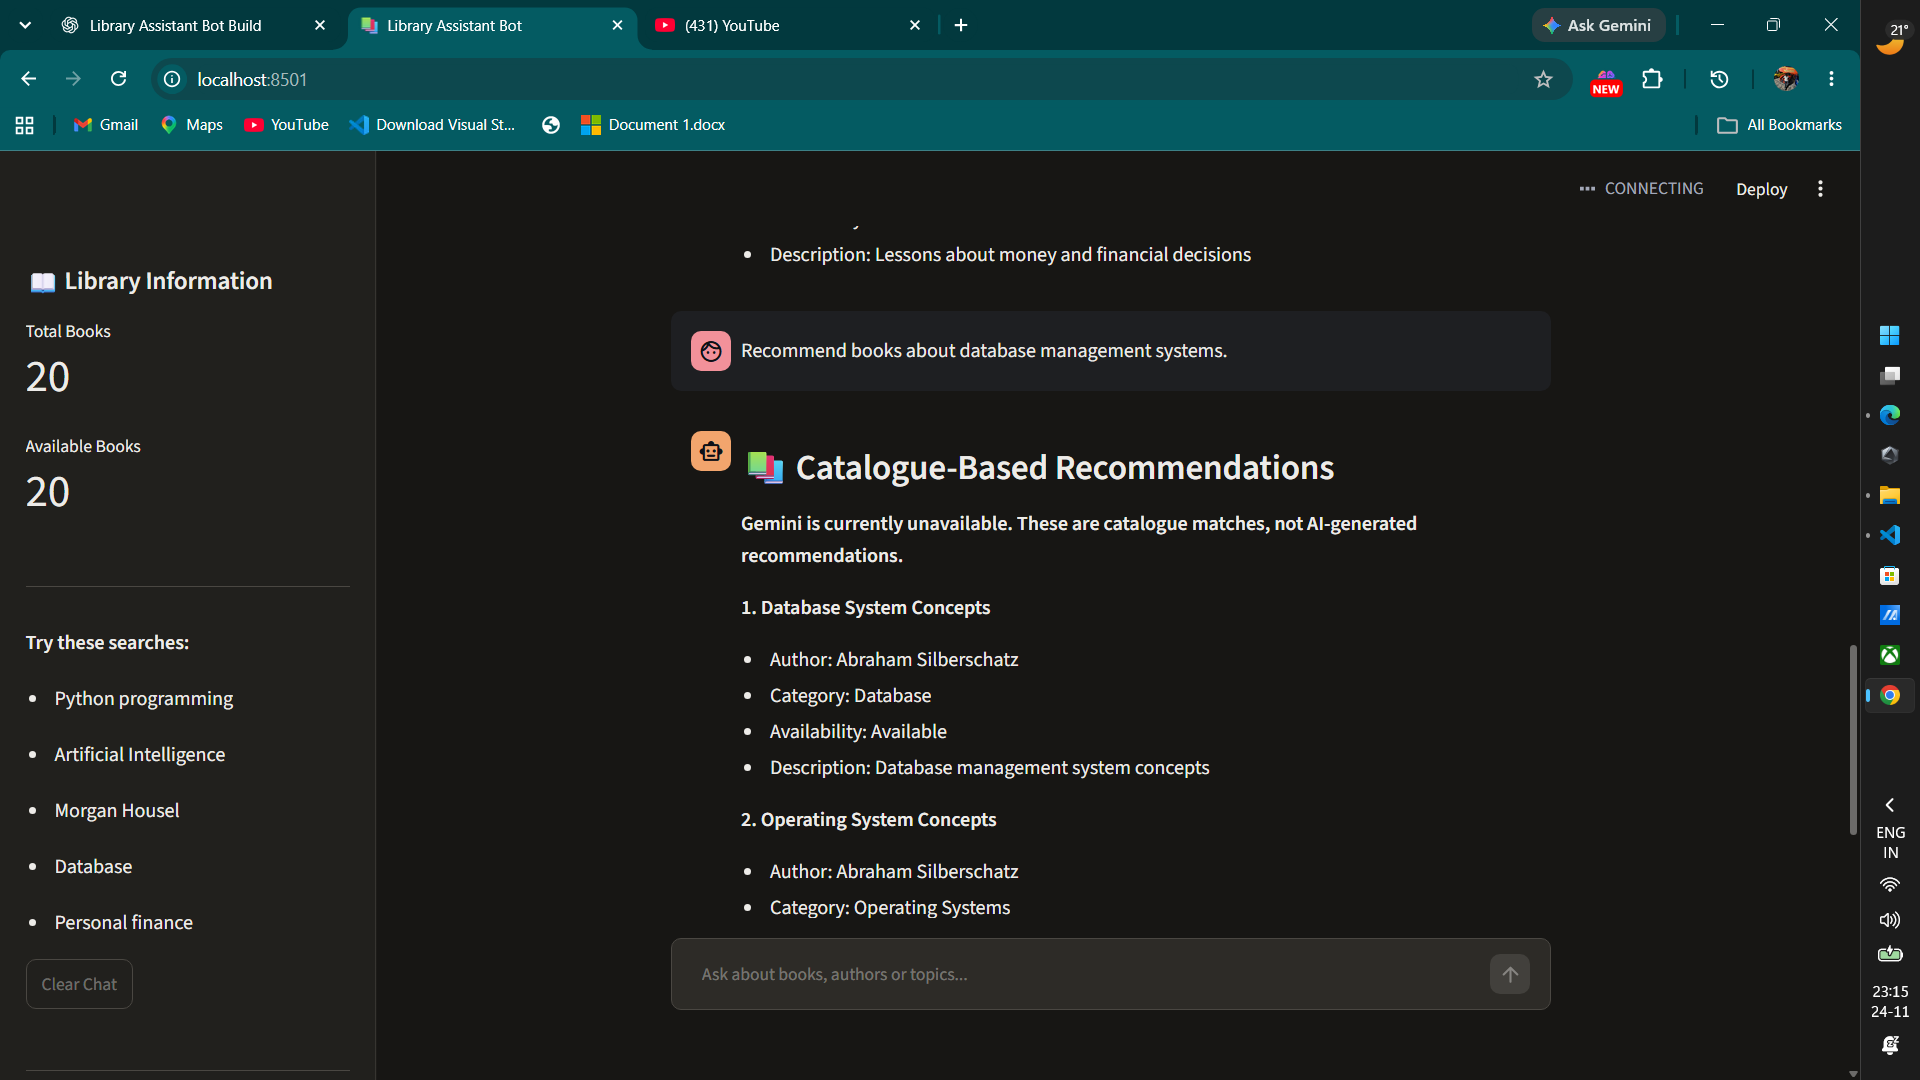 Library Assistant Bot Build
Library Assistant Bot
(431) YouTube
Ask Gemini
21°
localhost:8501
NEW
Gmail
Maps
YouTube
Download Visual St...
Document 1.docx
All Bookmarks
CONNECTING
Deploy
Library Information
Total Books
20
Available Books
20
Try these searches:
Python programming
Artificial Intelligence
Morgan Housel
Database
Personal finance
Clear Chat
Description: Lessons about money and financial decisions
Recommend books about database management systems.
Catalogue-Based Recommendations
Gemini is currently unavailable. These are catalogue matches, not AI-generated
recommendations.
1. Database System Concepts
Author: Abraham Silberschatz
Category: Database
Availability: Available
Description: Database management system concepts
2. Operating System Concepts
Author: Abraham Silberschatz
Category: Operating Systems
Ask about books, authors or topics...
ENG
IN
23:15
24-11